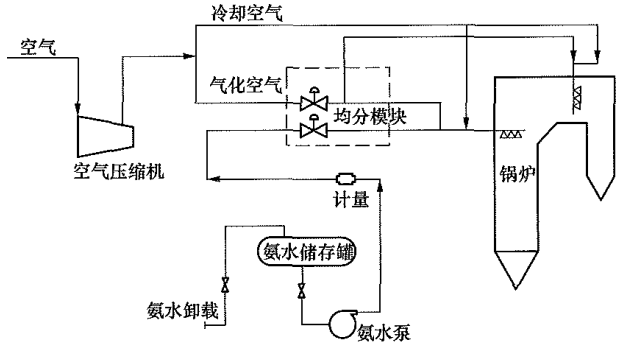 冷却空气
空气
气化空气
均分模块
空气压缩机
锅炉
计量
氨水储存罐
氨水卸载
氨水泵